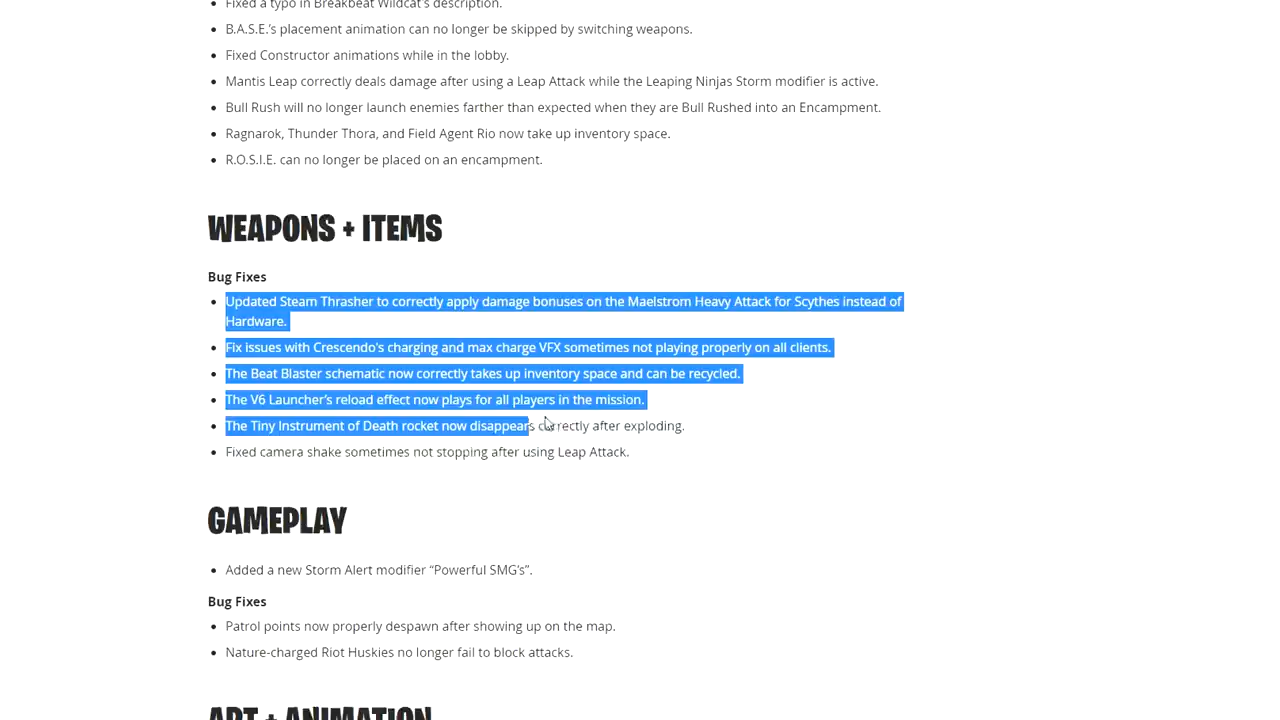 Fixed a typo in Breakbeat Wildcat's description.
B.A.S.E.'s placement animation can no longer be skipped by switching weapons.
Fixed Constructor animations while in the lobby.
Mantis Leap correctly deals damage after using a Leap Attack while the Leaping Ninjas Storm modifier is active.
Bull Rush will no longer launch enemies farther than expected when they are Bull Rushed into an Encampment.
Ragnarok, Thunder Thora, and Field Agent Rio now take up inventory space.
R.O.S.I.E. can no longer be placed on an encampment.
WEAPONS + ITEMS
Bug Fixes
Updated Steam Thrasher to correctly apply damage bonuses on the Maelstrom Heavy Attack for Scythes instead of
Hardware.
Fix issues with Crescendo's charging and max charge VFX sometimes not playing properly on all clients.
The Beat Blaster schematic now correctly takes up inventory space and can be recycled.
The V6 Launcher’s reload effect now plays for all players in the mission.
The Tiny Instrument of Death rocket now disappears correctly after exploding.
Fixed camera shake sometimes not stopping after using Leap Attack.
GAMEPLAY
Added a new Storm Alert modifier “Powerful SMG’s”.
Bug Fixes
Patrol points now properly despawn after showing up on the map.
Nature-charged Riot Huskies no longer fail to block attacks.
ART + ANIMATION